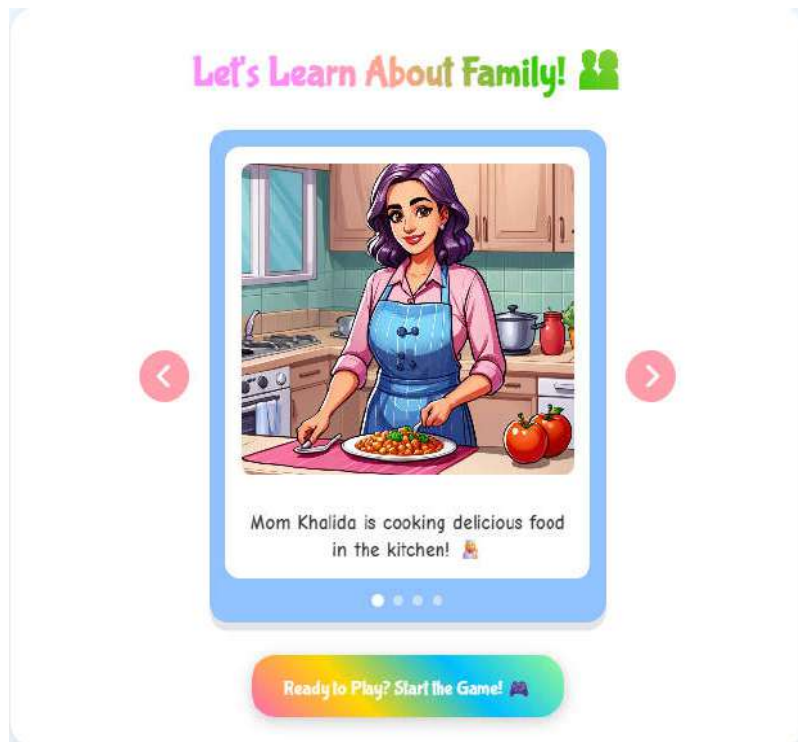 Let's Learn About Family! 👥
Mom Khalida is cooking delicious food
in the kitchen! 👩‍🍳
Ready to Play? Start the Game! 🎮